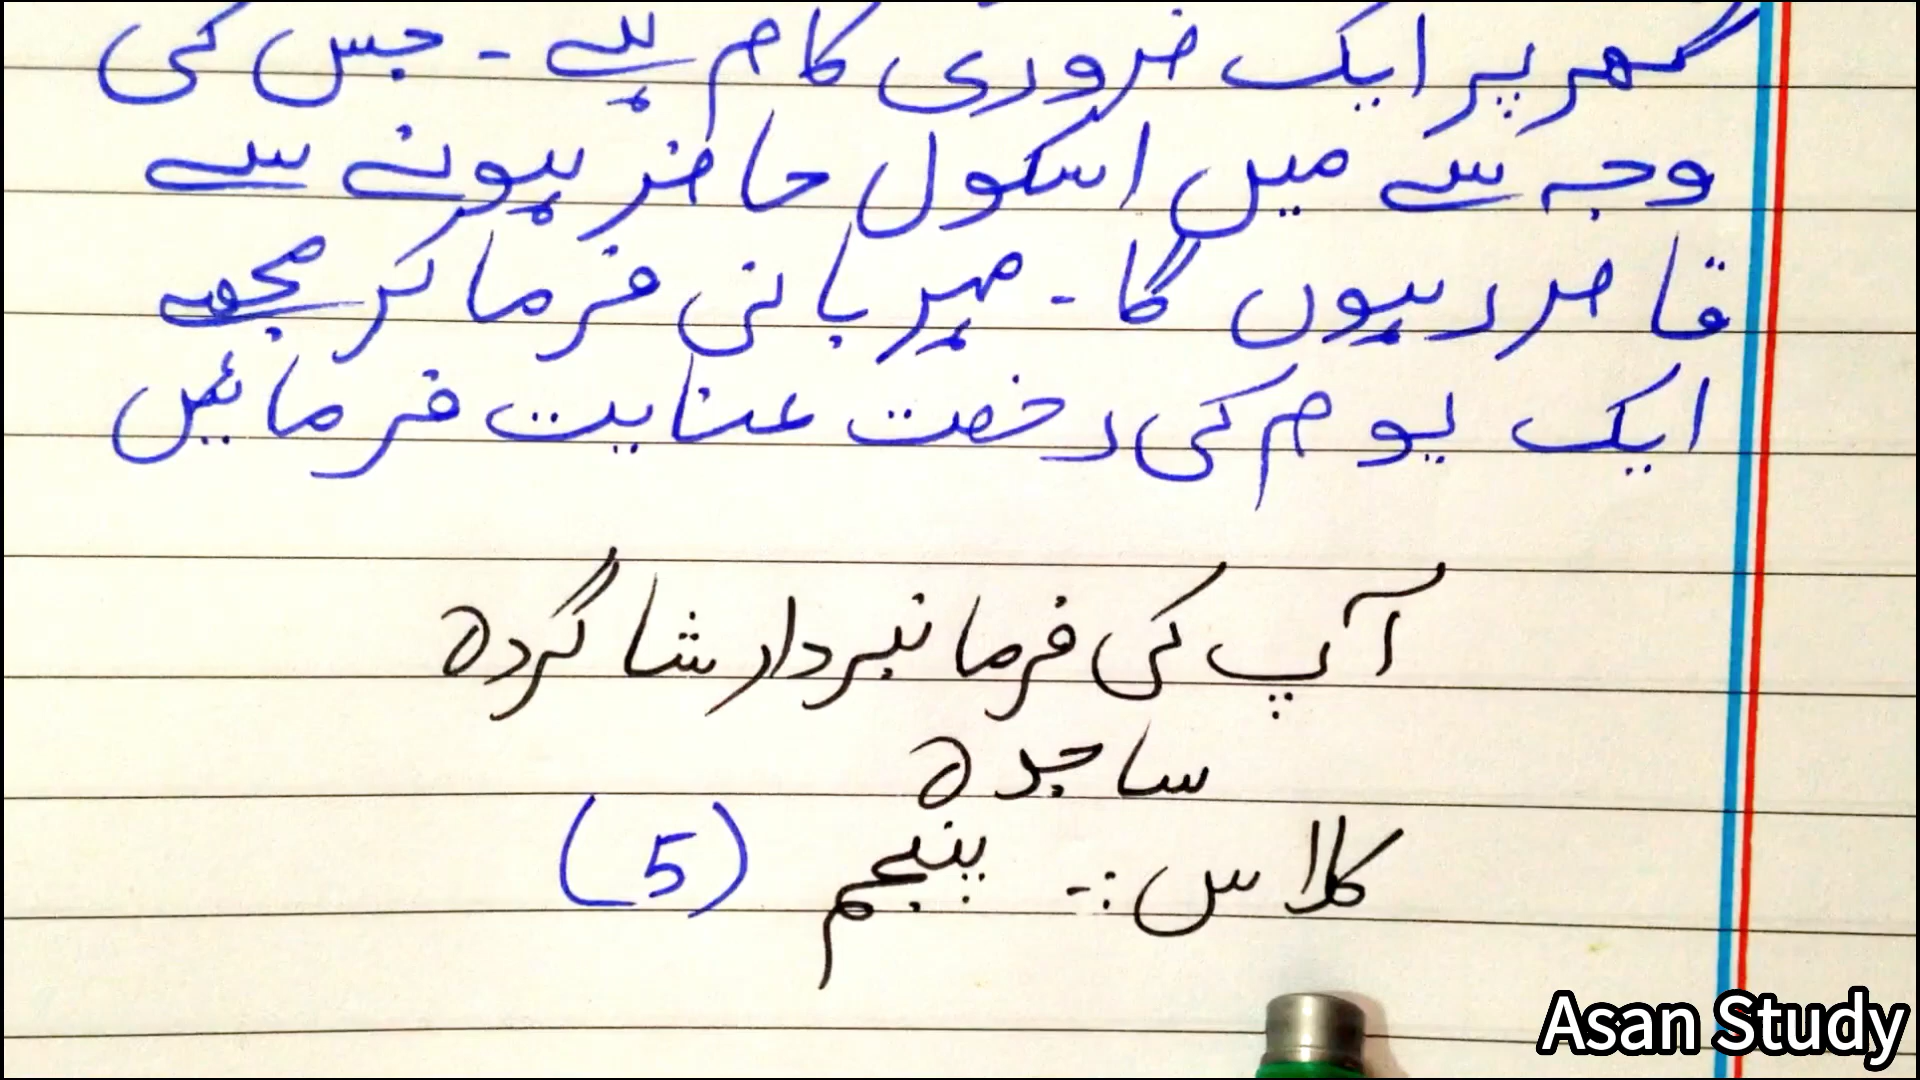 گھر پر ایک ضروری کام ہے ۔ جس کی
وجہ سے میں اسکول حاضر ہونے سے
قاصر رہوں گا ۔ مہربانی فرما کر مجھے
ایک یوم کی رخصت عنایت فرمائیں
آپ کی فرمانبردار شاگردہ
ساجدہ
کلاس :- پنجم (5)
Asan Study